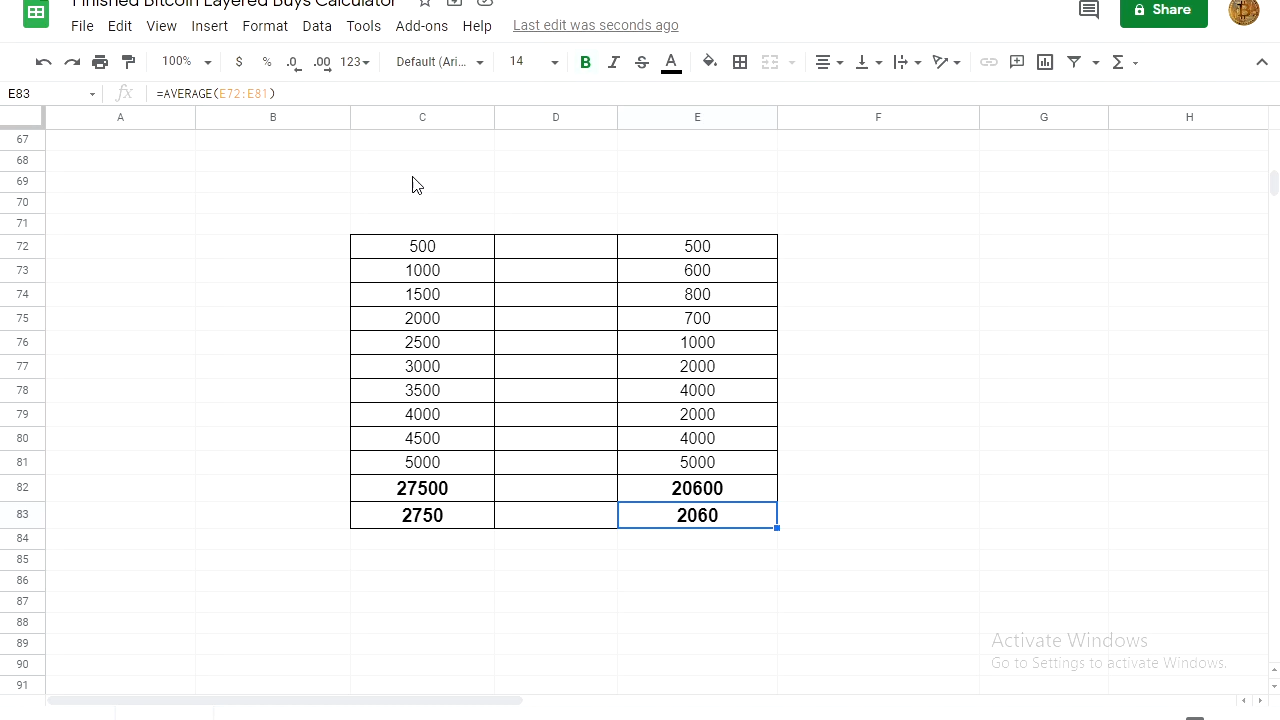 Finished Bitcoin Layered Buys Calculator
File Edit View Insert Format Data Tools Add-ons Help Last edit was seconds ago
Share
100% $ % .0 .00 123 Default (Ari... 14 B I S A
E83 fx =AVERAGE(E72:E81)
A B C D E F G H
67
68
69
70
71
72 500 500
73 1000 600
74 1500 800
75 2000 700
76 2500 1000
77 3000 2000
78 3500 4000
79 4000 2000
80 4500 4000
81 5000 5000
82 27500 20600
83 2750 2060
84
85
86
87
88
89
90
91
Activate Windows
Go to Settings to activate Windows.